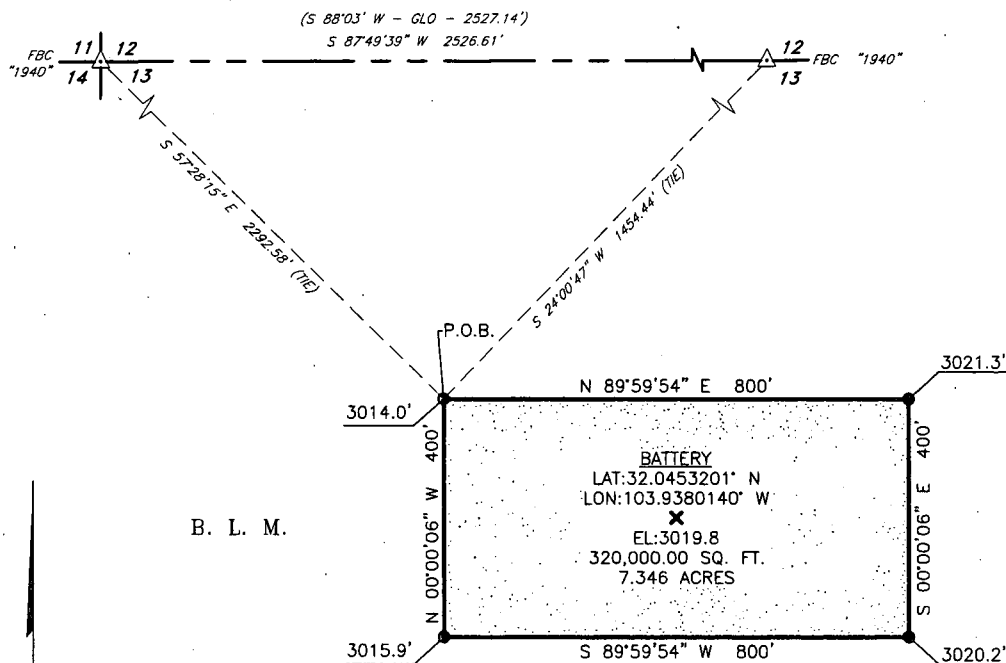 (S 88°03' W - GLO - 2527.14')
S 87°49'39" W 2526.61'
FBC
"1940"
11 12
14 13
12
13
FBC "1940"
S 57°28'15" E 2292.58' (TIE)
S 24°00'47" W 1454.44' (TIE)
P.O.B.
3021.3'
N 89°59'54" E 800'
3014.0'
N 00°00'06" W 400'
BATTERY
LAT:32.0453201° N
LON:103.9380140° W
EL:3019.8
320,000.00 SQ. FT.
7.346 ACRES
S 00°00'06" E 400'
B. L. M.
3015.9'
S 89°59'54" W 800'
3020.2'